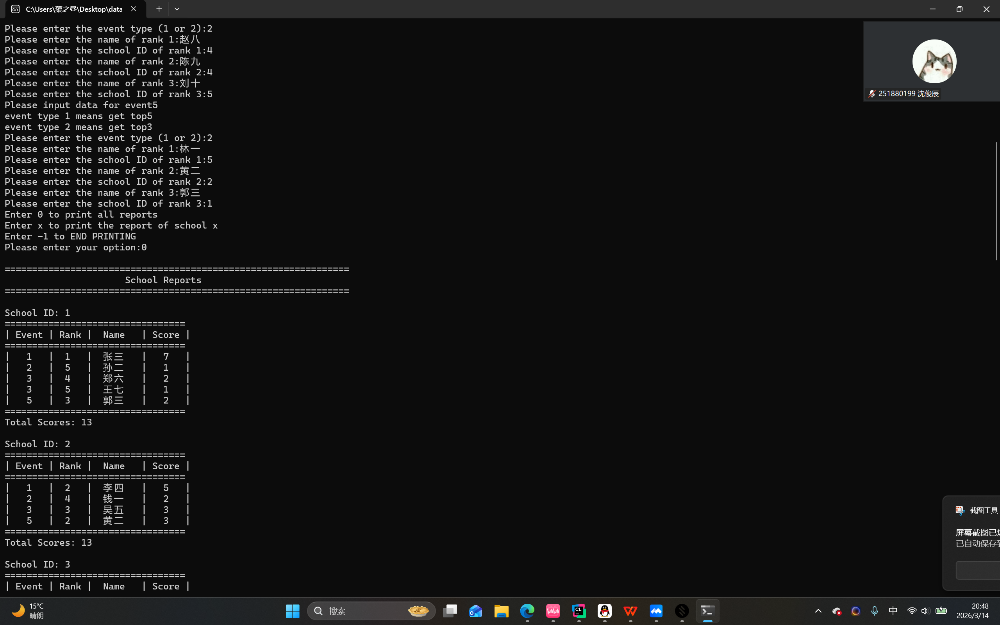 C:\Users\蕖之昼\Desktop\data
Please enter the event type (1 or 2):2
Please enter the name of rank 1:赵八
Please enter the school ID of rank 1:4
Please enter the name of rank 2:陈九
Please enter the school ID of rank 2:4
Please enter the name of rank 3:刘十
Please enter the school ID of rank 3:5
Please input data for event5
event type 1 means get top5
event type 2 means get top3
Please enter the event type (1 or 2):2
Please enter the name of rank 1:林一
Please enter the school ID of rank 1:5
Please enter the name of rank 2:黄二
Please enter the school ID of rank 2:2
Please enter the name of rank 3:郭三
Please enter the school ID of rank 3:1
Enter 0 to print all reports
Enter x to print the report of school x
Enter -1 to END PRINTING
Please enter your option:0
===============================================================
School Reports
===============================================================
School ID: 1
=================================
| Event | Rank |  Name   | Score |
=================================
|   1   |  1   |  张三   |   7   |
|   2   |  5   |  孙二   |   1   |
|   3   |  4   |  郑六   |   2   |
|   3   |  5   |  王七   |   1   |
|   5   |  3   |  郭三   |   2   |
=================================
Total Scores: 13
School ID: 2
=================================
| Event | Rank |  Name   | Score |
=================================
|   1   |  2   |  李四   |   5   |
|   2   |  4   |  钱一   |   2   |
|   3   |  3   |  吴五   |   3   |
|   5   |  2   |  黄二   |   3   |
=================================
Total Scores: 13
School ID: 3
=================================
| Event | Rank |  Name   | Score |
251880199 沈俊辰
截图工具
屏幕截图已复
已自动保存到
15°C
晴朗
搜索
bilibili
CL
中
20:48
2026/3/14